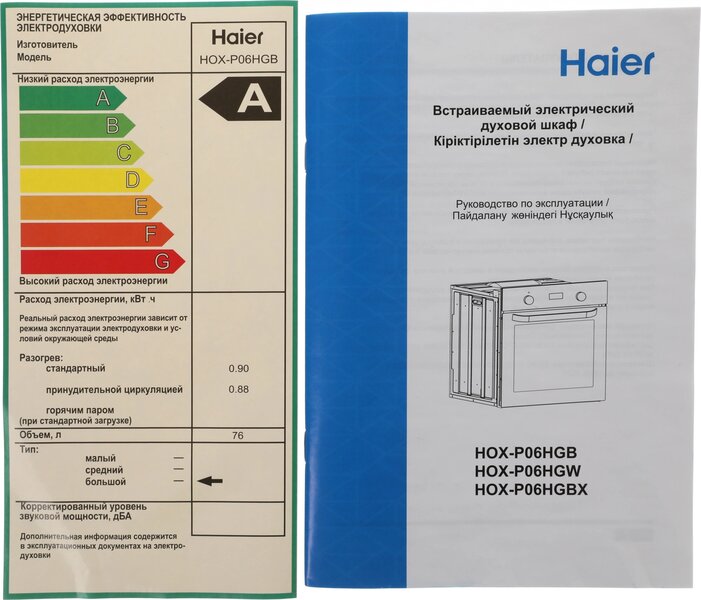 ЭНЕРГЕТИЧЕСКАЯ ЭФФЕКТИВНОСТЬ
ЭЛЕКТРОДУХОВКИ
Изготовитель
Haier
Модель
HOX-P06HGB
Низкий расход электроэнергии
A
A
B
C
D
E
F
G
Высокий расход электроэнергии
Расход электроэнергии, кВт .ч
Реальный расход электроэнергии зависит от
режима эксплуатации электродуховки и ус-
ловий окружающей среды
Разогрев:
стандартный 0.90
принудительной циркуляцией 0.88
горячим паром
(при стандартной загрузке)
Объем, л 76
Тип:
малый —
средний —
большой —
Корректированный уровень
звуковой мощности, дБА
Дополнительная информация содержится
в эксплуатационных документах на электро-
духовки
Haier
Встраиваемый электрический
духовой шкаф /
Кіріктірілетін электр духовка /
Руководство по эксплуатации /
Пайдалану жөніндегі Нұсқаулық
HOX-P06HGB
HOX-P06HGW
HOX-P06HGBX